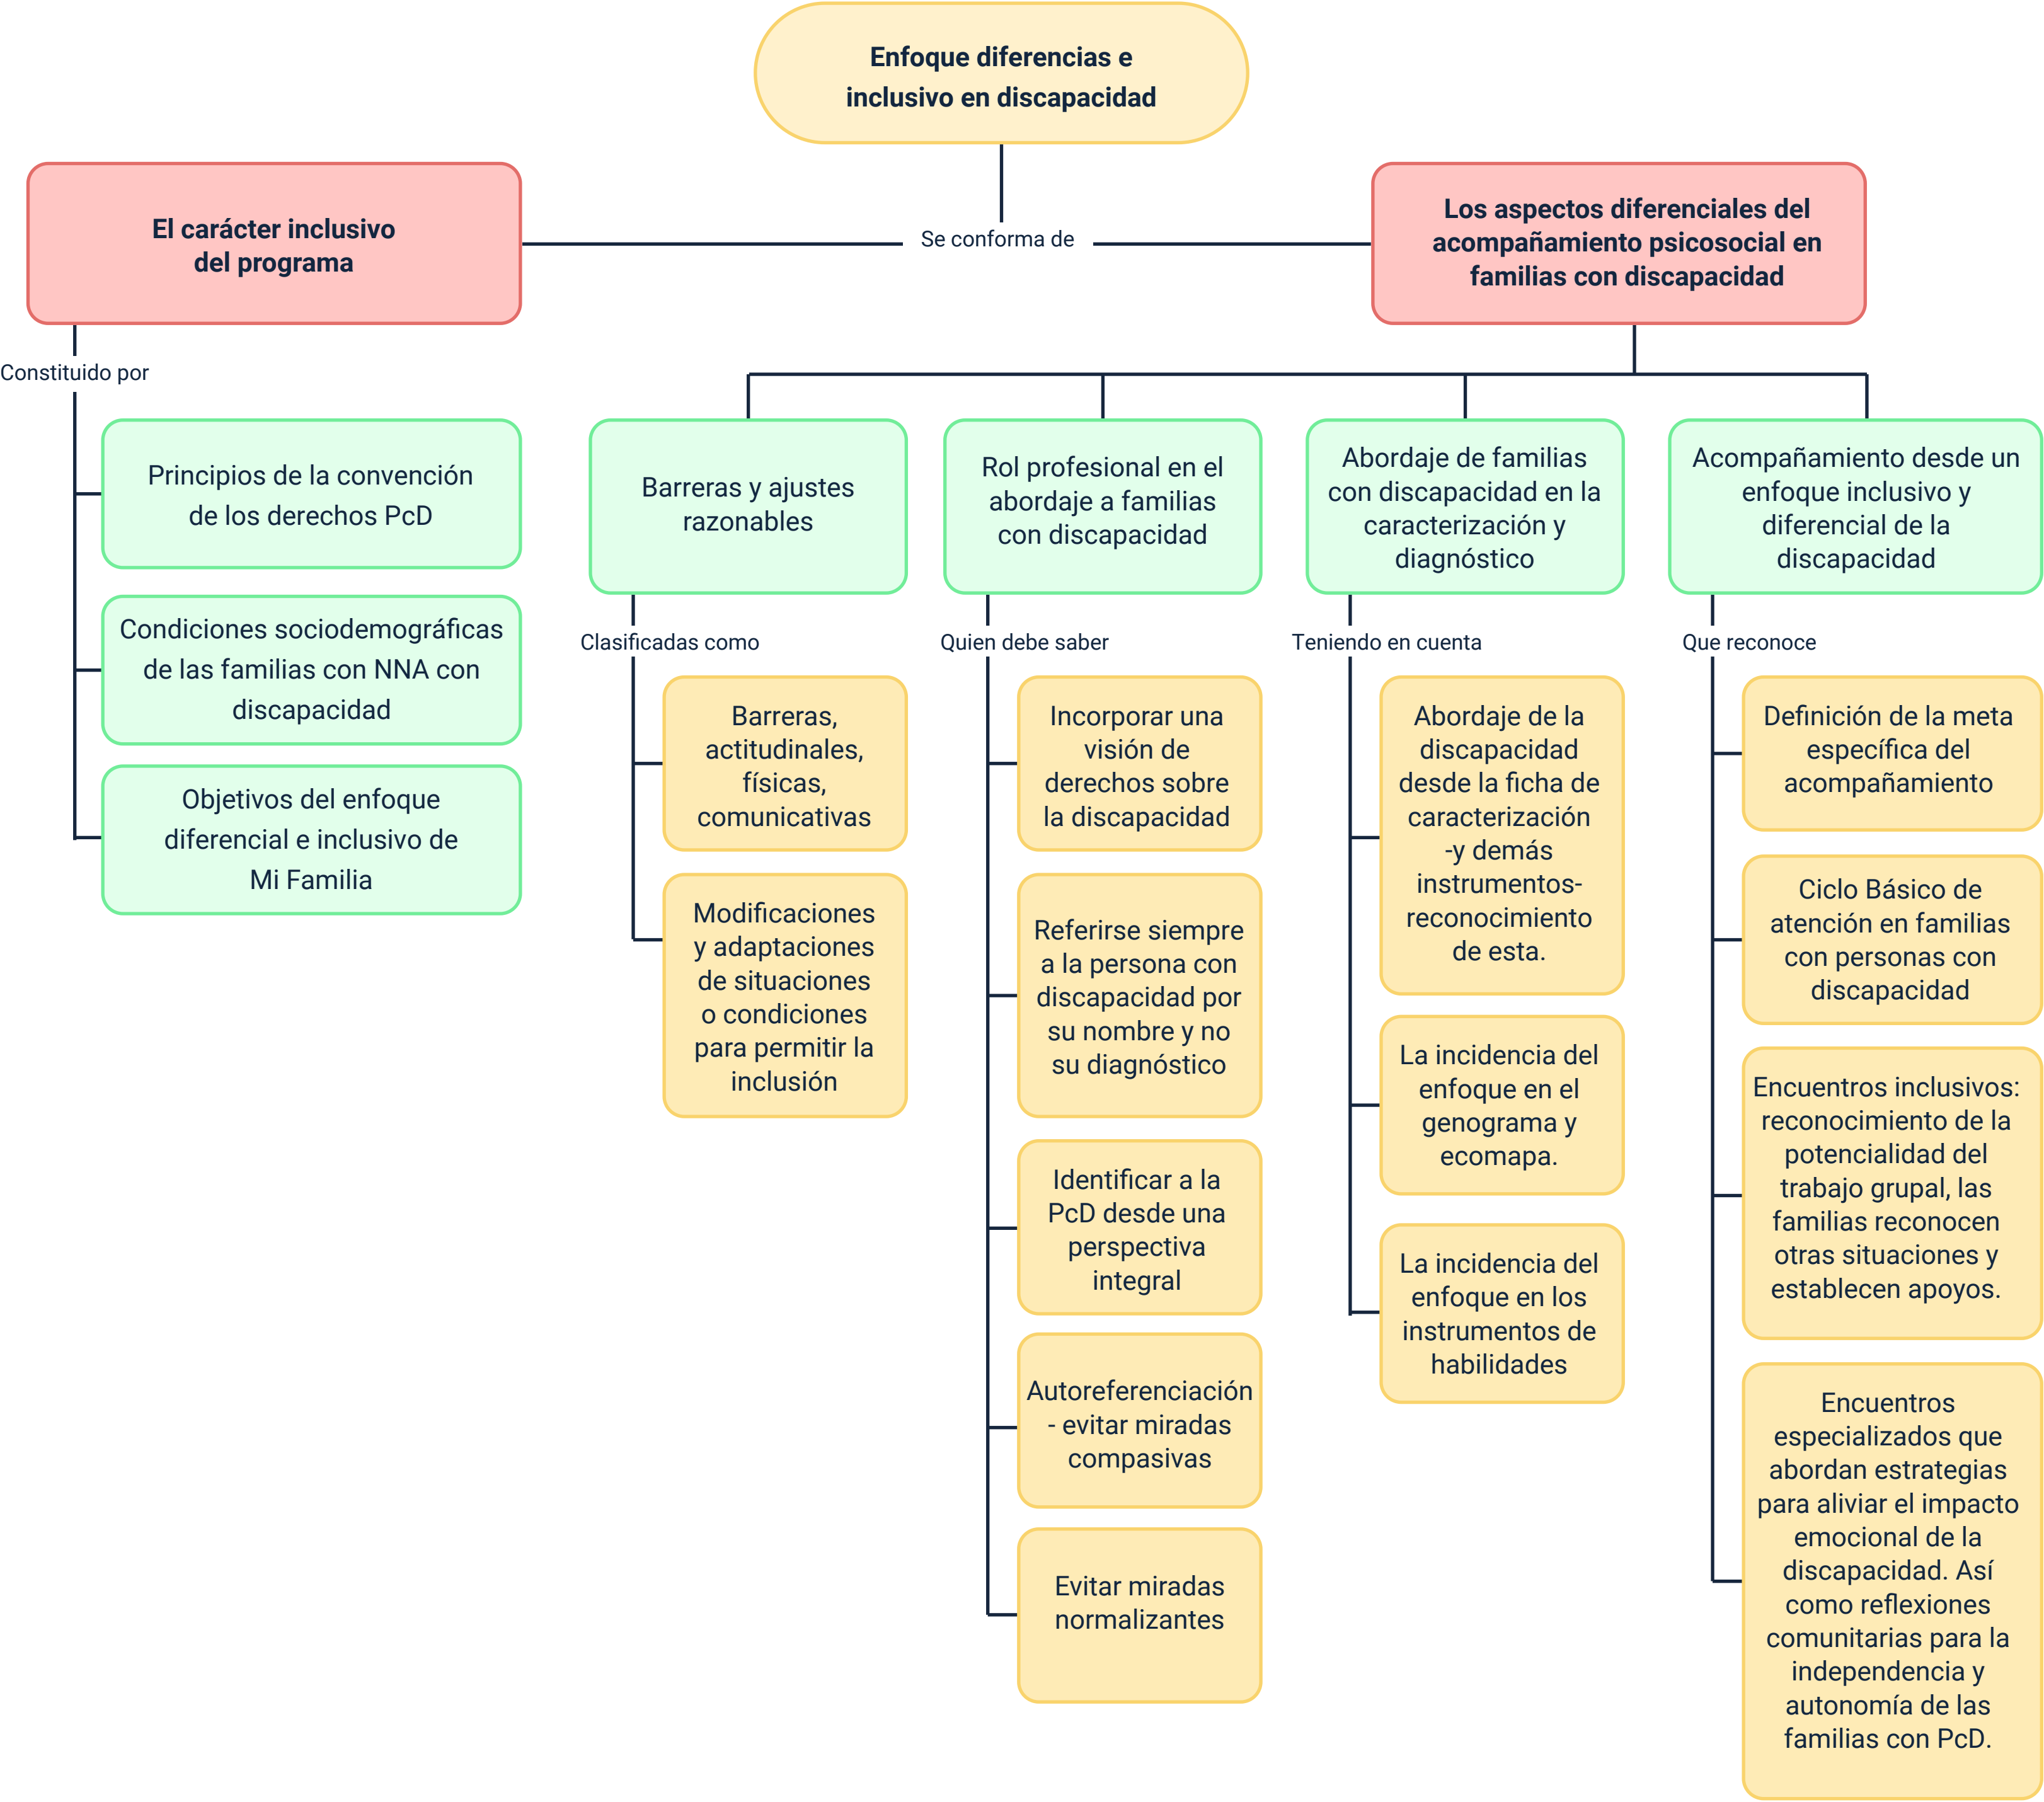 Enfoque diferencias e
inclusivo en discapacidad
El carácter inclusivo
del programa
Se conforma de
Los aspectos diferenciales del
acompañamiento psicosocial en
familias con discapacidad
Constituido por
Principios de la convención
de los derechos PcD
Condiciones sociodemográficas
de las familias con NNA con
discapacidad
Objetivos del enfoque
diferencial e inclusivo de
Mi Familia
Barreras y ajustes
razonables
Clasificadas como
Barreras,
actitudinales,
físicas,
comunicativas
Modificaciones
y adaptaciones
de situaciones
o condiciones
para permitir la
inclusión
Rol profesional en el
abordaje a familias
con discapacidad
Quien debe saber
Incorporar una
visión de
derechos sobre
la discapacidad
Referirse siempre
a la persona con
discapacidad por
su nombre y no
su diagnóstico
Identificar a la
PcD desde una
perspectiva
integral
Autoreferenciación
- evitar miradas
compasivas
Evitar miradas
normalizantes
Abordaje de familias
con discapacidad en la
caracterización y
diagnóstico
Teniendo en cuenta
Abordaje de la
discapacidad
desde la ficha de
caracterización
-y demás
instrumentos-
reconocimiento
de esta.
La incidencia del
enfoque en el
genograma y
ecomapa.
La incidencia del
enfoque en los
instrumentos de
habilidades
Acompañamiento desde un
enfoque inclusivo y
diferencial de la
discapacidad
Que reconoce
Definición de la meta
específica del
acompañamiento
Ciclo Básico de
atención en familias
con personas con
discapacidad
Encuentros inclusivos:
reconocimiento de la
potencialidad del
trabajo grupal, las
familias reconocen
otras situaciones y
establecen apoyos.
Encuentros
especializados que
abordan estrategias
para aliviar el impacto
emocional de la
discapacidad. Así
como reflexiones
comunitarias para la
independencia y
autonomía de las
familias con PcD.